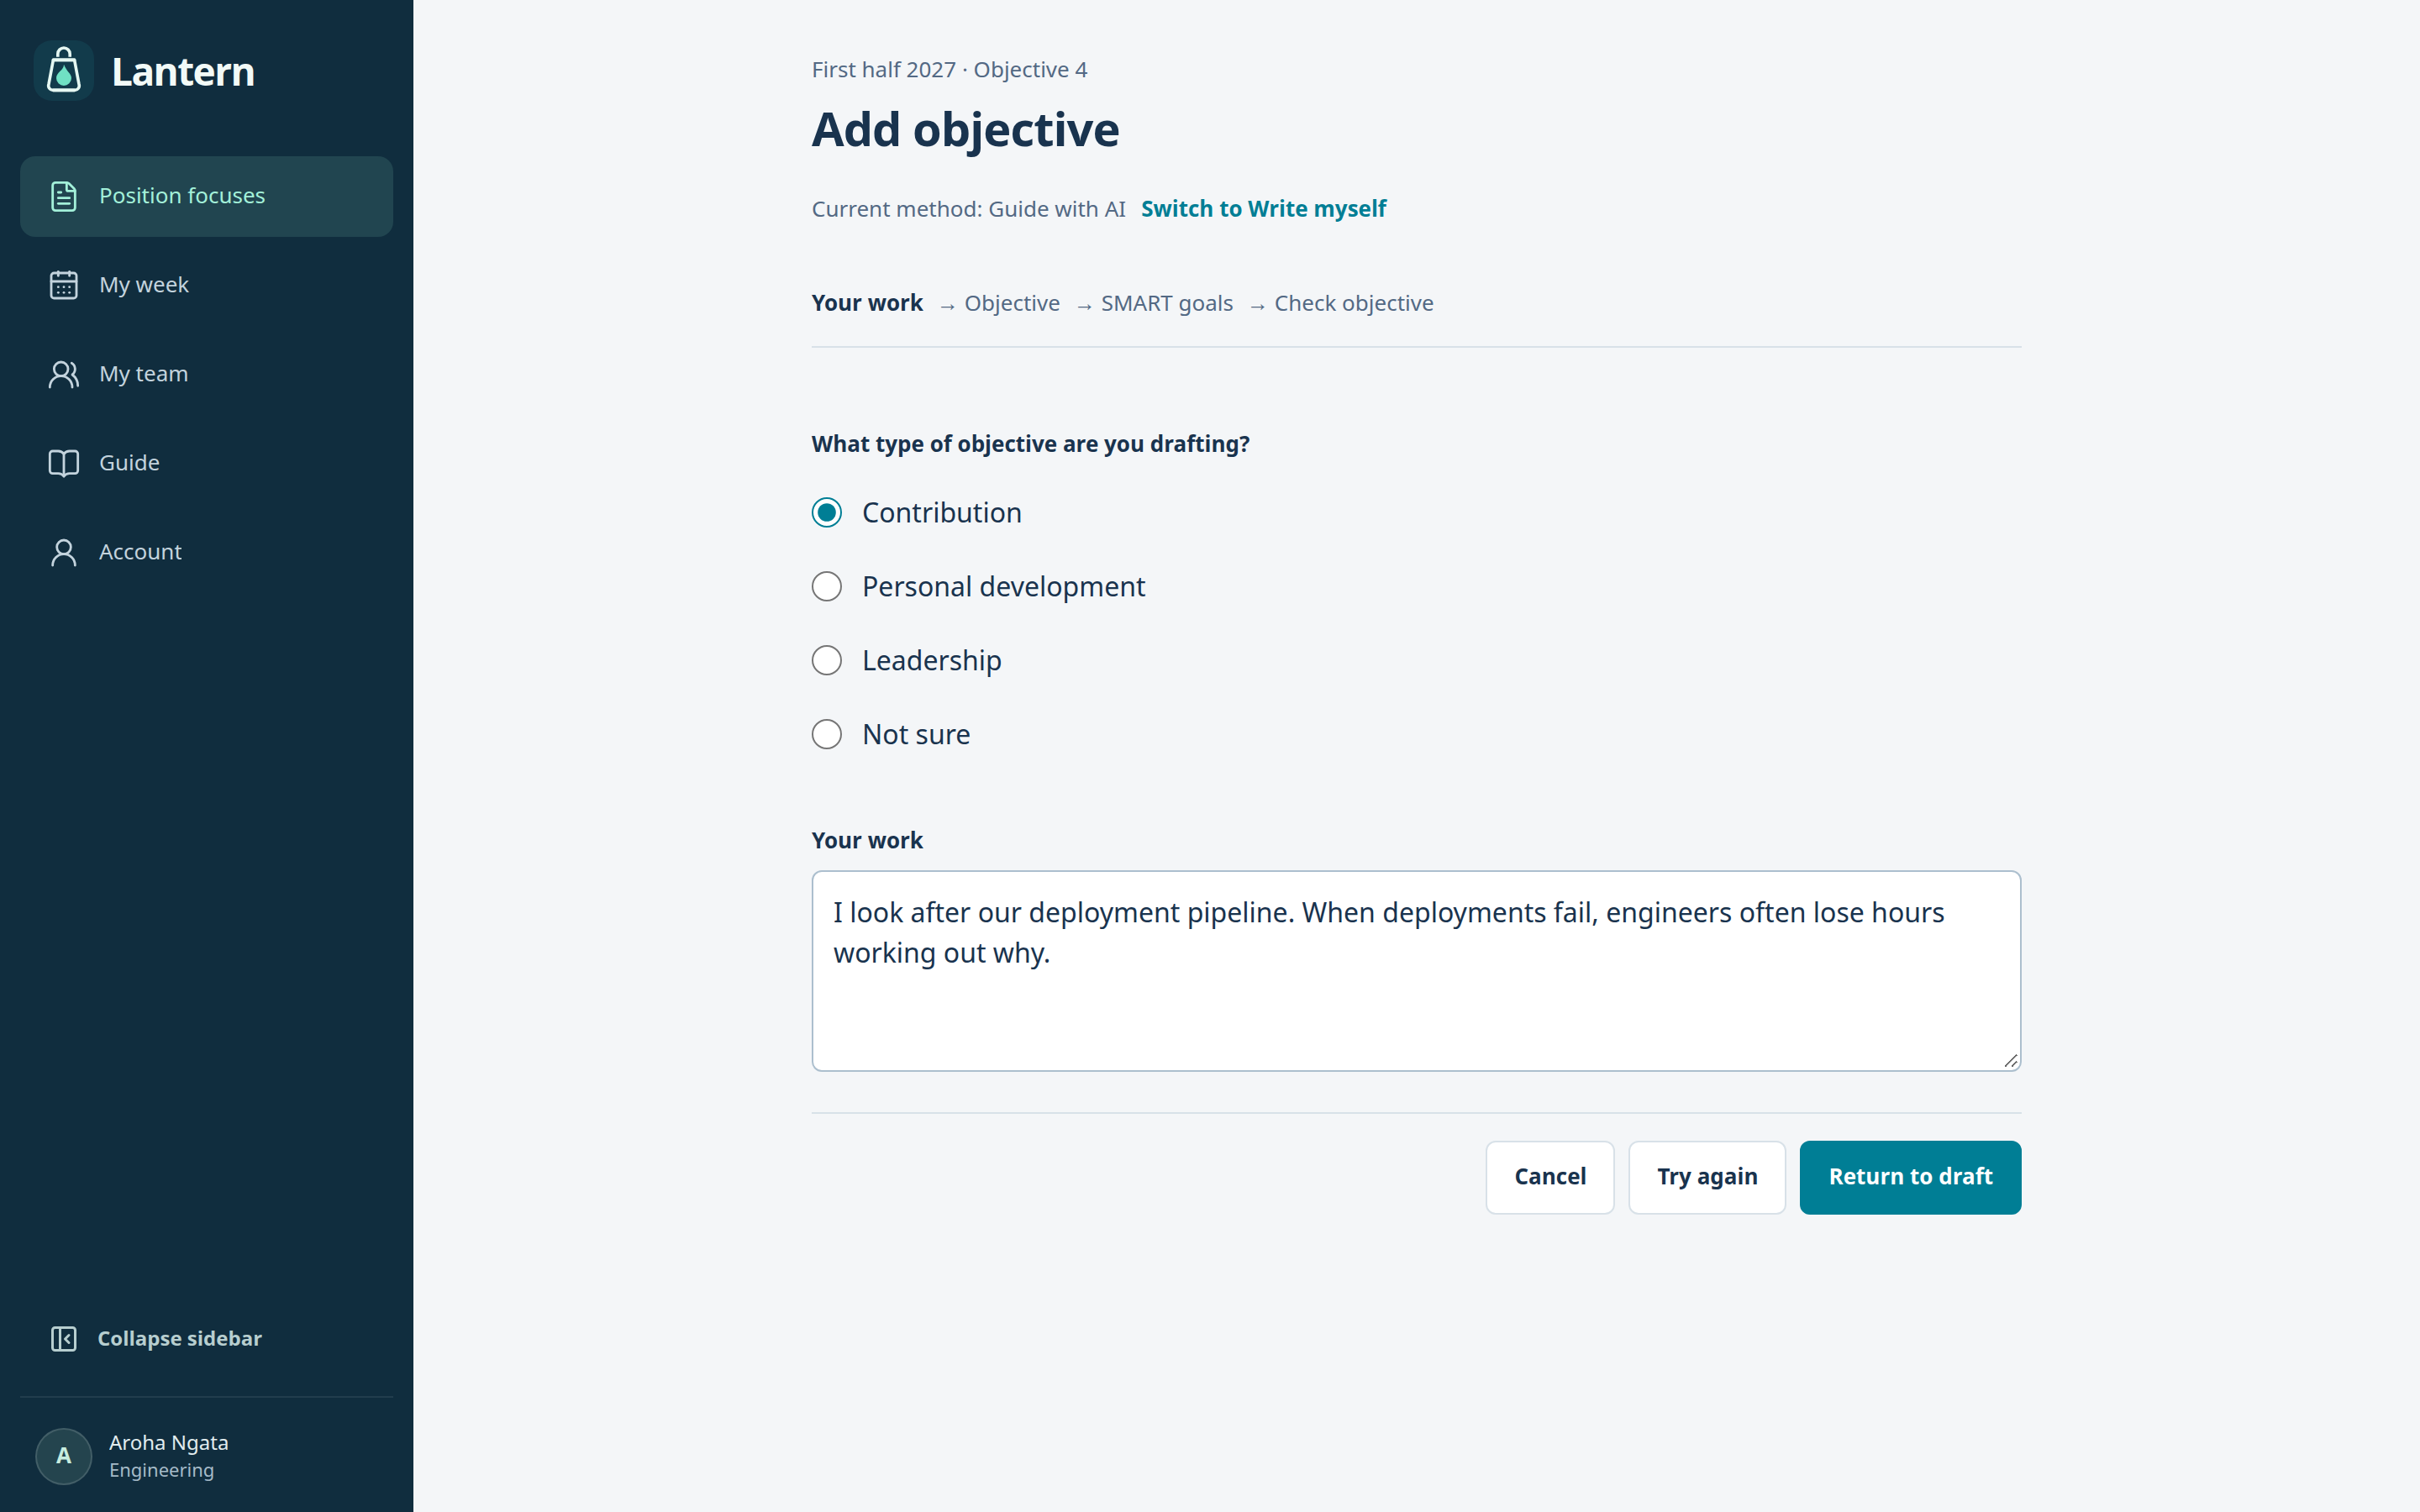 Lantern
Position focuses
My week
My team
Guide
Account
Collapse sidebar
A
Aroha Ngata
Engineering
First half 2027 · Objective 4
Add objective
Current method: Guide with AI Switch to Write myself
Your work → Objective → SMART goals → Check objective
What type of objective are you drafting?
Contribution
Personal development
Leadership
Not sure
Your work
I look after our deployment pipeline. When deployments fail, engineers often lose hours
working out why.
Cancel Try again Return to draft